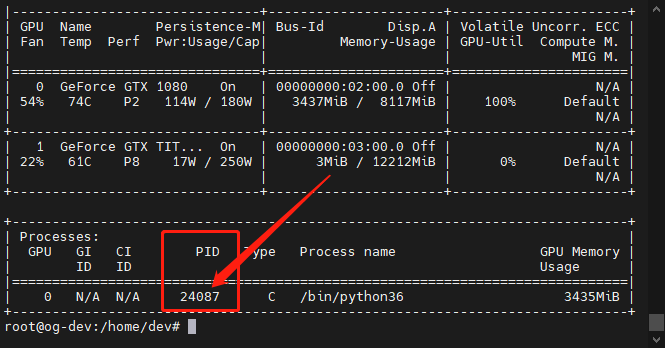 |-------------------------------+----------------------+----------------------+
| GPU  Name        Persistence-M| Bus-Id        Disp.A | Volatile Uncorr. ECC |
| Fan  Temp  Perf  Pwr:Usage/Cap|         Memory-Usage | GPU-Util  Compute M. |
|                               |                      |               MIG M. |
|===============================+======================+======================|
|   0  GeForce GTX 1080    On   | 00000000:02:00.0 Off |                  N/A |
| 54%   74C    P2   114W / 180W |   3437MiB /  8117MiB |    100%      Default |
|                               |                      |                  N/A |
+-------------------------------+----------------------+----------------------+
|   1  GeForce GTX TIT...  On   | 00000000:03:00.0 Off |                  N/A |
| 22%   61C    P8    17W / 250W |      3MiB / 12212MiB |      0%      Default |
|                               |                      |                  N/A |
+-------------------------------+----------------------+----------------------+
+-----------------------------------------------------------------------------+
| Processes:                                                                  |
|  GPU   GI   CI        PID   Type   Process name                  GPU Memory |
|        ID   ID                                                   Usage      |
|=============================================================================|
|    0   N/A  N/A     24087      C   /bin/python36                    3435MiB |
+-----------------------------------------------------------------------------+
root@og-dev:/home/dev#